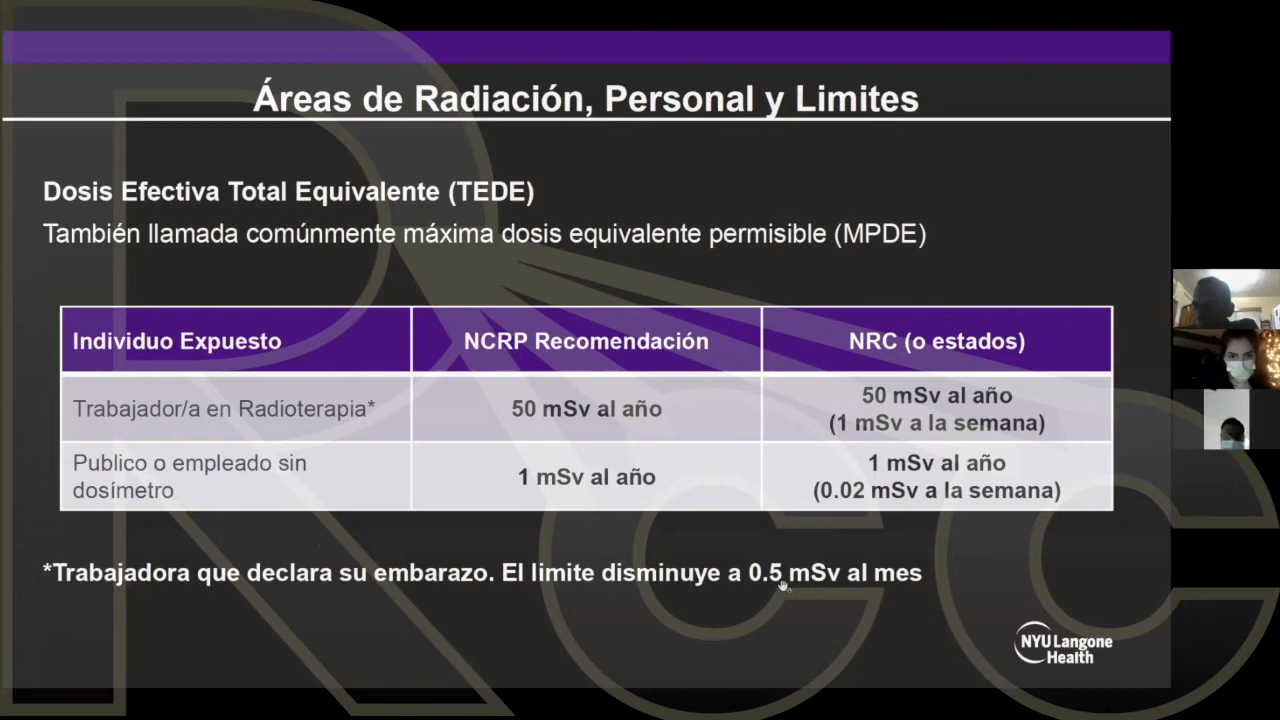 Áreas de Radiación, Personal y Limites
Dosis Efectiva Total Equivalente (TEDE)
También llamada comúnmente máxima dosis equivalente permisible (MPDE)
Individuo Expuesto
NCRP Recomendación
NRC (o estados)
Trabajador/a en Radioterapia*
50 mSv al año
50 mSv al año
(1 mSv a la semana)
Publico o empleado sin
dosímetro
1 mSv al año
1 mSv al año
(0.02 mSv a la semana)
*Trabajadora que declara su embarazo. El limite disminuye a 0.5 mSv al mes
NYU Langone
Health
RCC